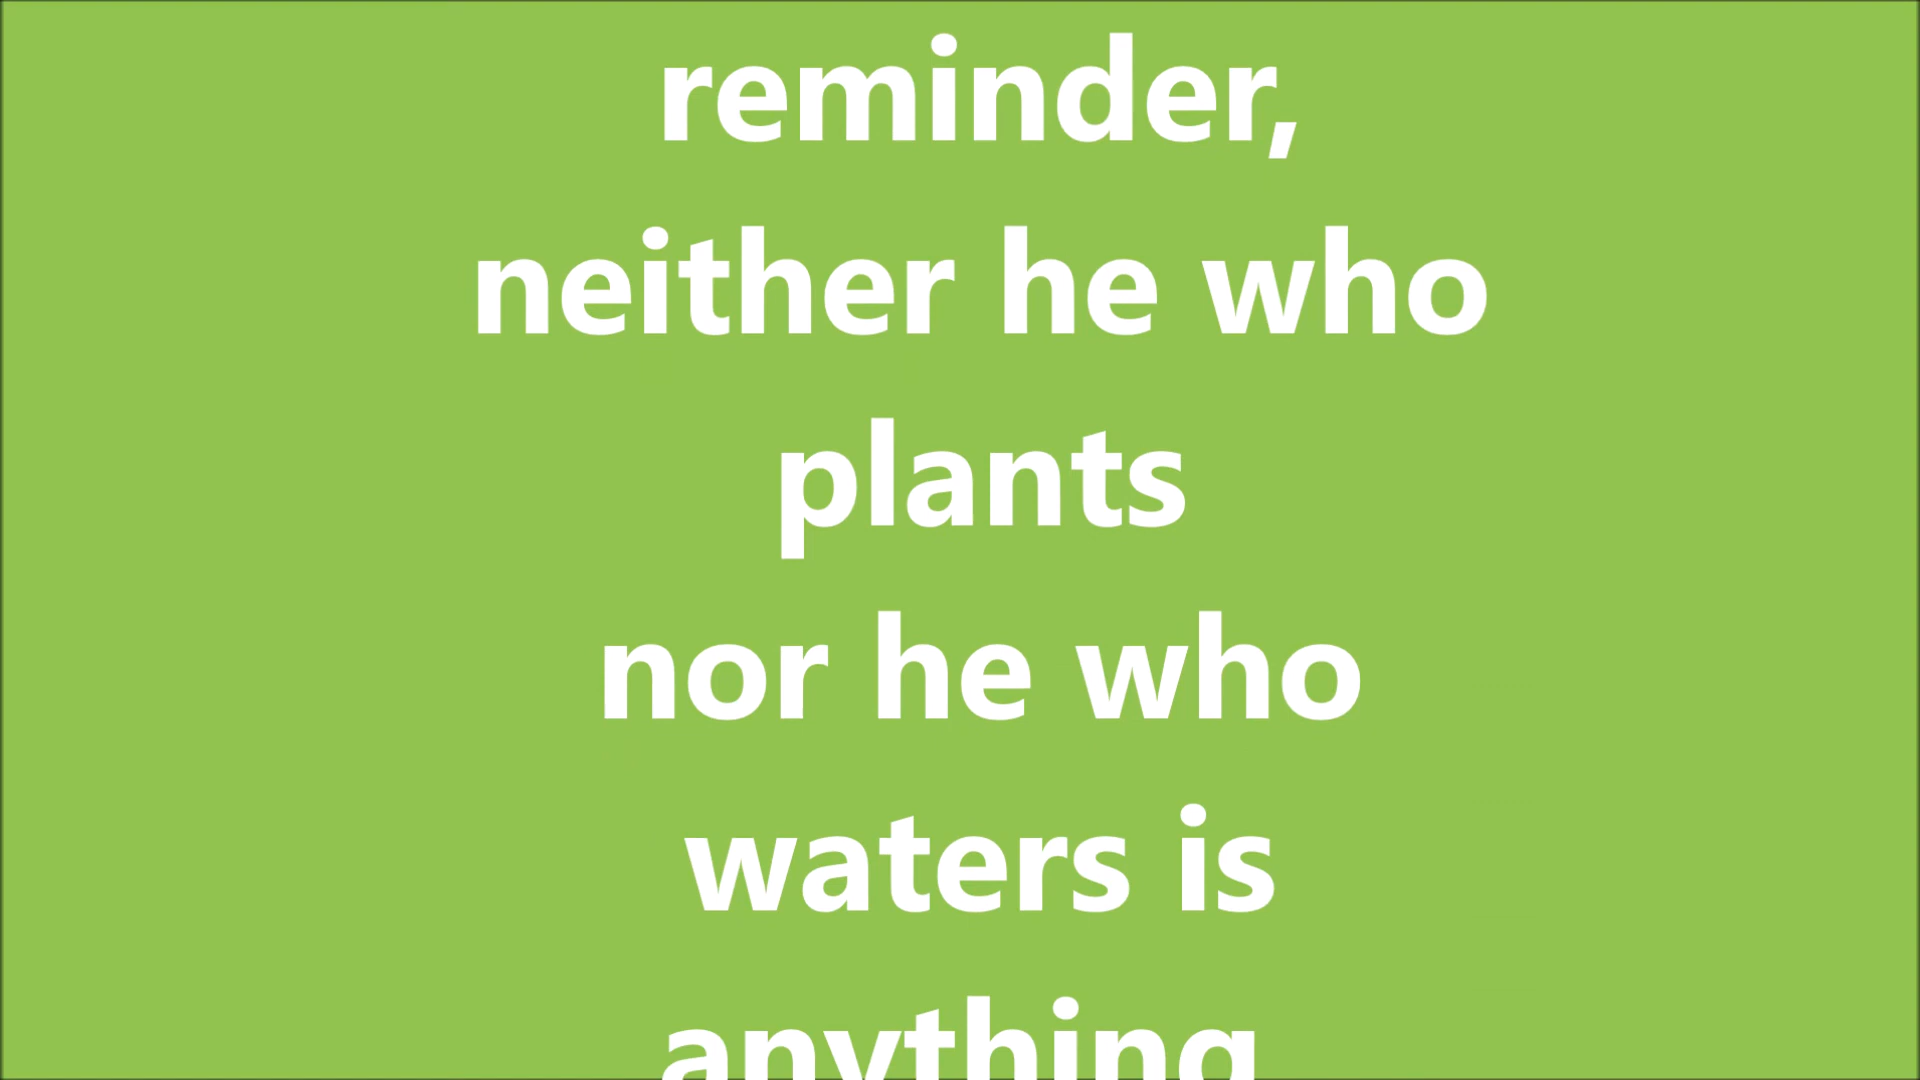 reminder,
neither he who
plants
nor he who
waters is
anything